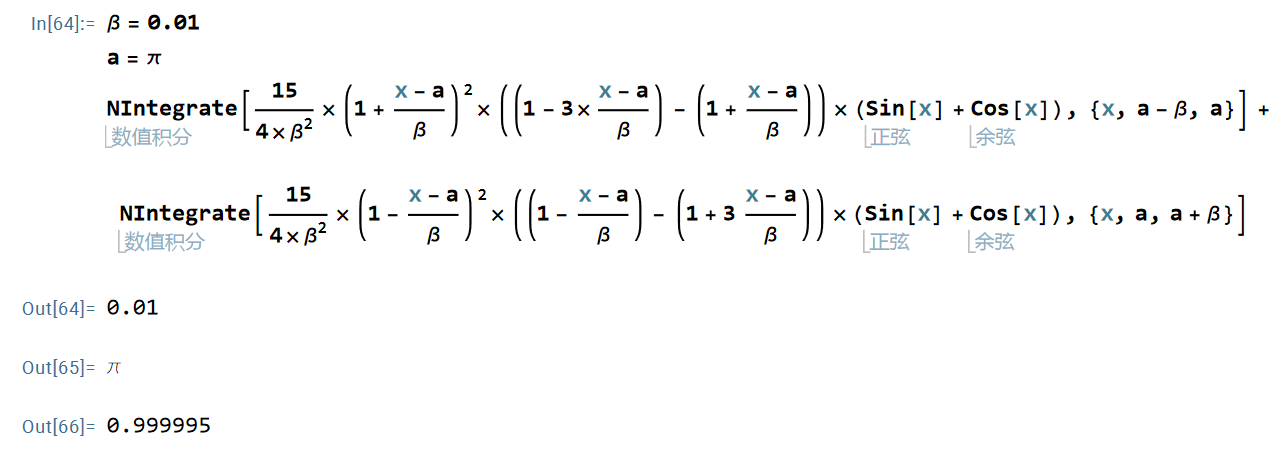 In[64]:= β = 0.01
a = π
NIntegrate[15/(4×β²) × (1 + (x - a)/β)² × ((1 - 3× (x - a)/β) - (1 + (x - a)/β)) × (Sin[x] + Cos[x]), {x, a - β, a}] +
数值积分 正弦 余弦
NIntegrate[15/(4×β²) × (1 - (x - a)/β)² × ((1 - (x - a)/β) - (1 + 3 (x - a)/β)) × (Sin[x] + Cos[x]), {x, a, a + β}]
数值积分 正弦 余弦
Out[64]= 0.01
Out[65]= π
Out[66]= 0.999995